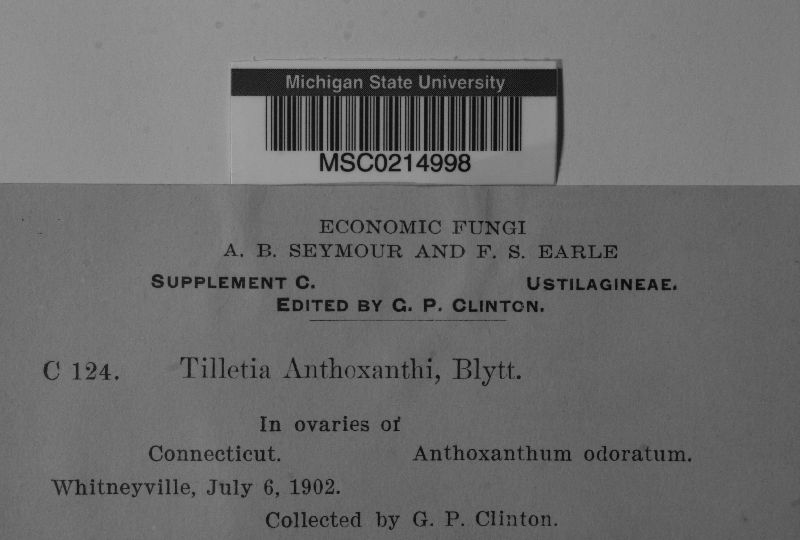 Michigan State University
MSC0214998
ECONOMIC FUNGI
A. B. SEYMOUR AND F. S. EARLE
SUPPLEMENT C. USTILAGINEAE.
EDITED BY G. P. CLINTON.
C 124. Tilletia Anthoxanthi, Blytt.
In ovaries of
Connecticut. Anthoxanthum odoratum.
Whitneyville, July 6, 1902.
Collected by G. P. Clinton.